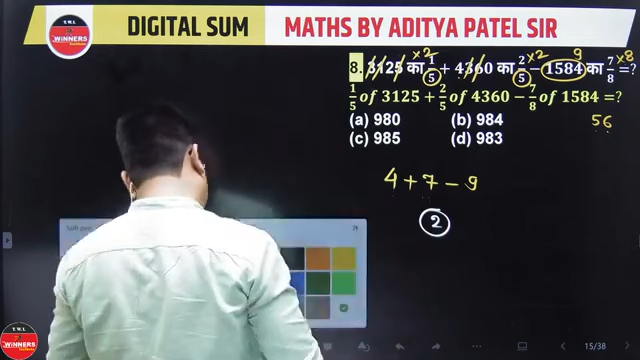 T.W.I.
WINNERS
Institute
DIGITAL SUM
MATHS BY ADITYA PATEL SIR
×2 ×2 9 ×8
8. 3125 का 1/5 + 4360 का 2/5 − 1584 का 7/8 =?
1/5 of 3125 + 2/5 of 4360 − 7/8 of 1584 =?
56
(a) 980 (b) 984
(c) 985 (d) 983
4 + 7 − 9
2
15/38
T.W.I.
WINNERS